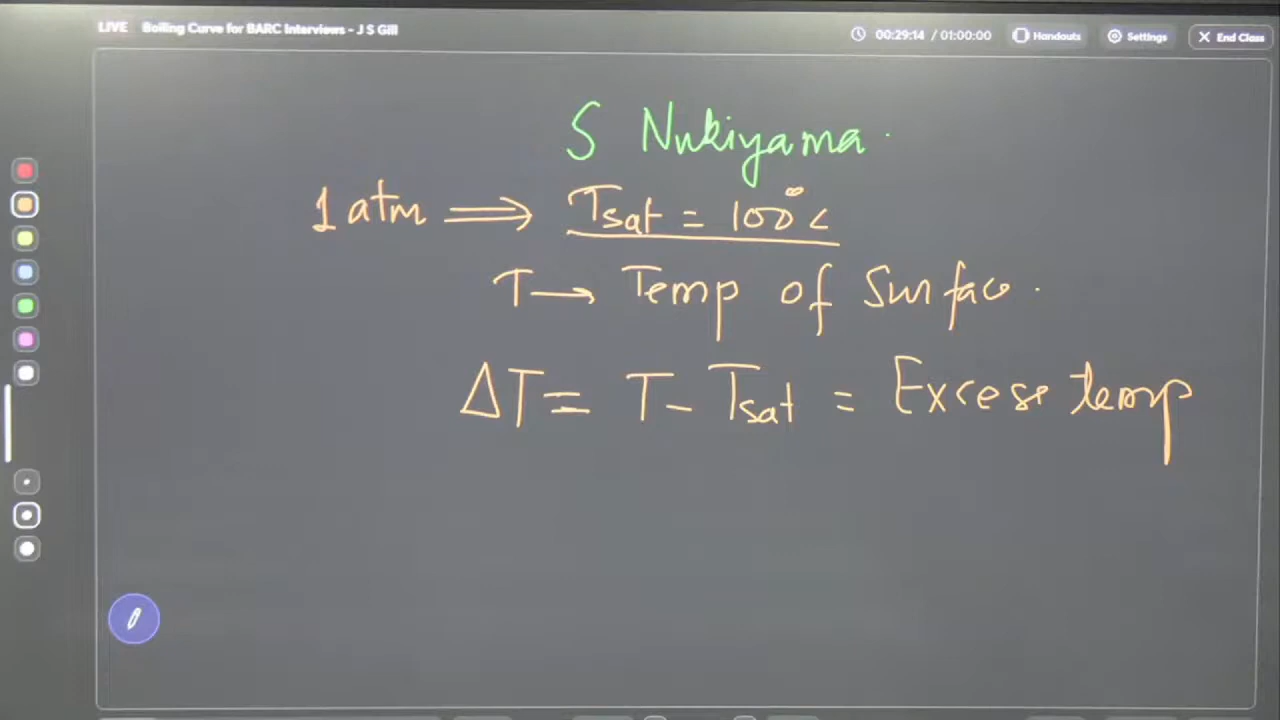 LIVE Boiling Curve for BARC Interviews - J S Gill
00:29:14 / 01:00:00 Handouts Settings End Class
S Nukiyama.
1 atm ⟹ Tsat = 100°C
T → Temp of Surface.
ΔT = T - Tsat = Excess temp